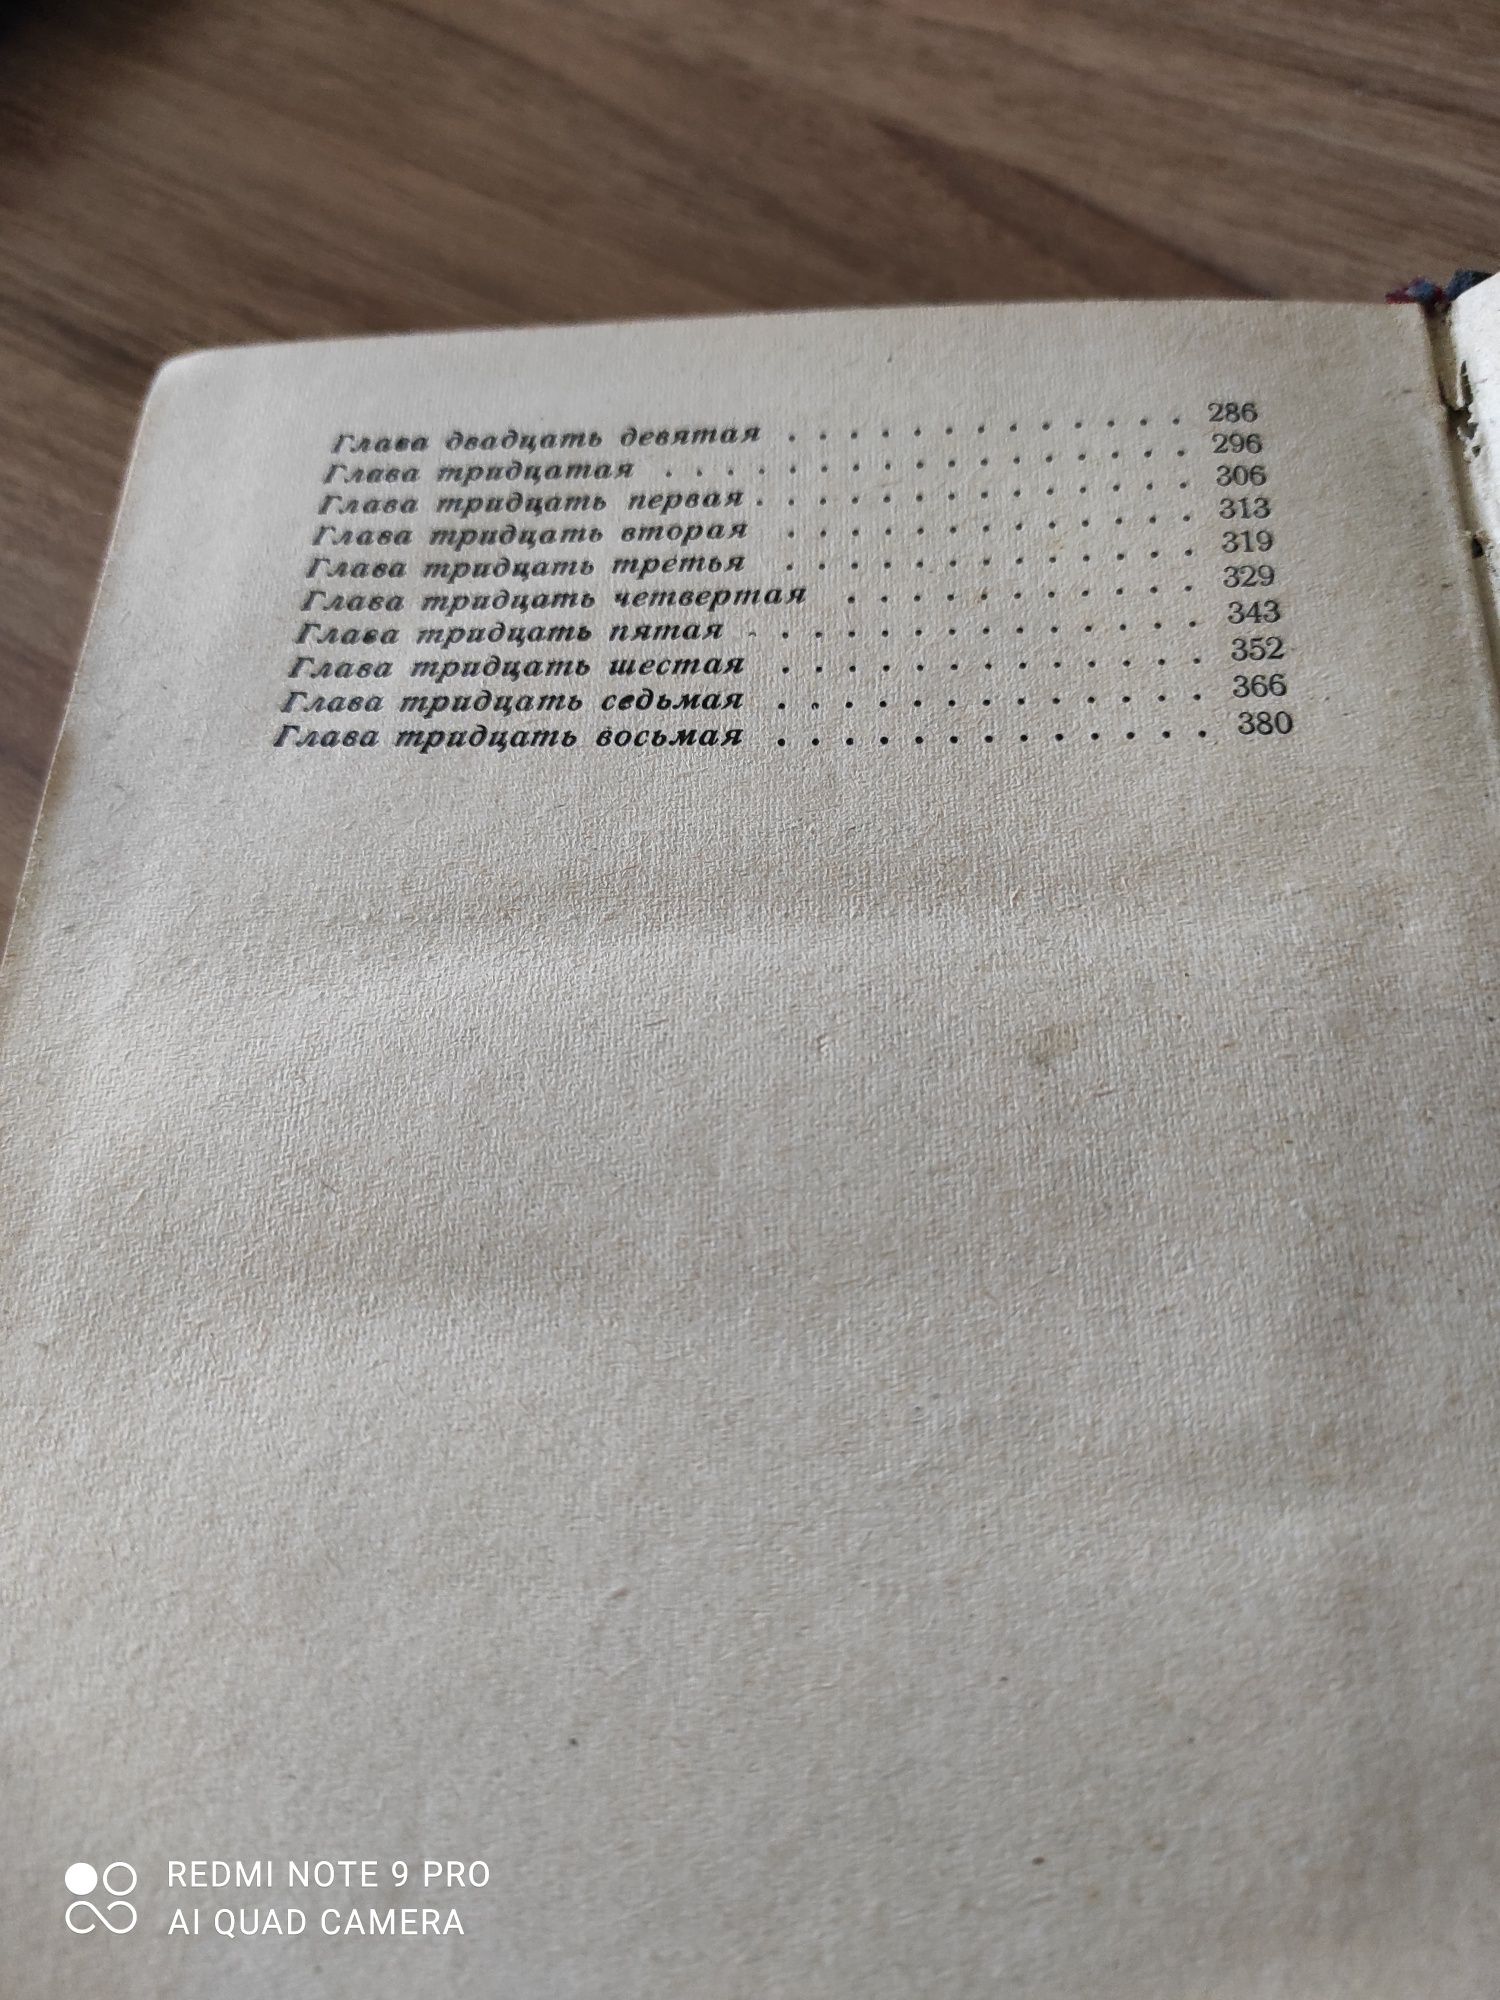 Глава двадцать девятая . . . . . . . . . . . . . 286
Глава тридцатая . . . . . . . . . . . . . . . . . 296
Глава тридцать первая . . . . . . . . . . . . . . 306
Глава тридцать вторая . . . . . . . . . . . . . 313
Глава тридцать третья . . . . . . . . . . . . . 319
Глава тридцать четвертая . . . . . . . . . . . 329
Глава тридцать пятая . . . . . . . . . . . . . . 343
Глава тридцать шестая . . . . . . . . . . . . . 352
Глава тридцать седьмая . . . . . . . . . . . . . 366
Глава тридцать восьмая . . . . . . . . . . . . . 380
REDMI NOTE 9 PRO
AI QUAD CAMERA